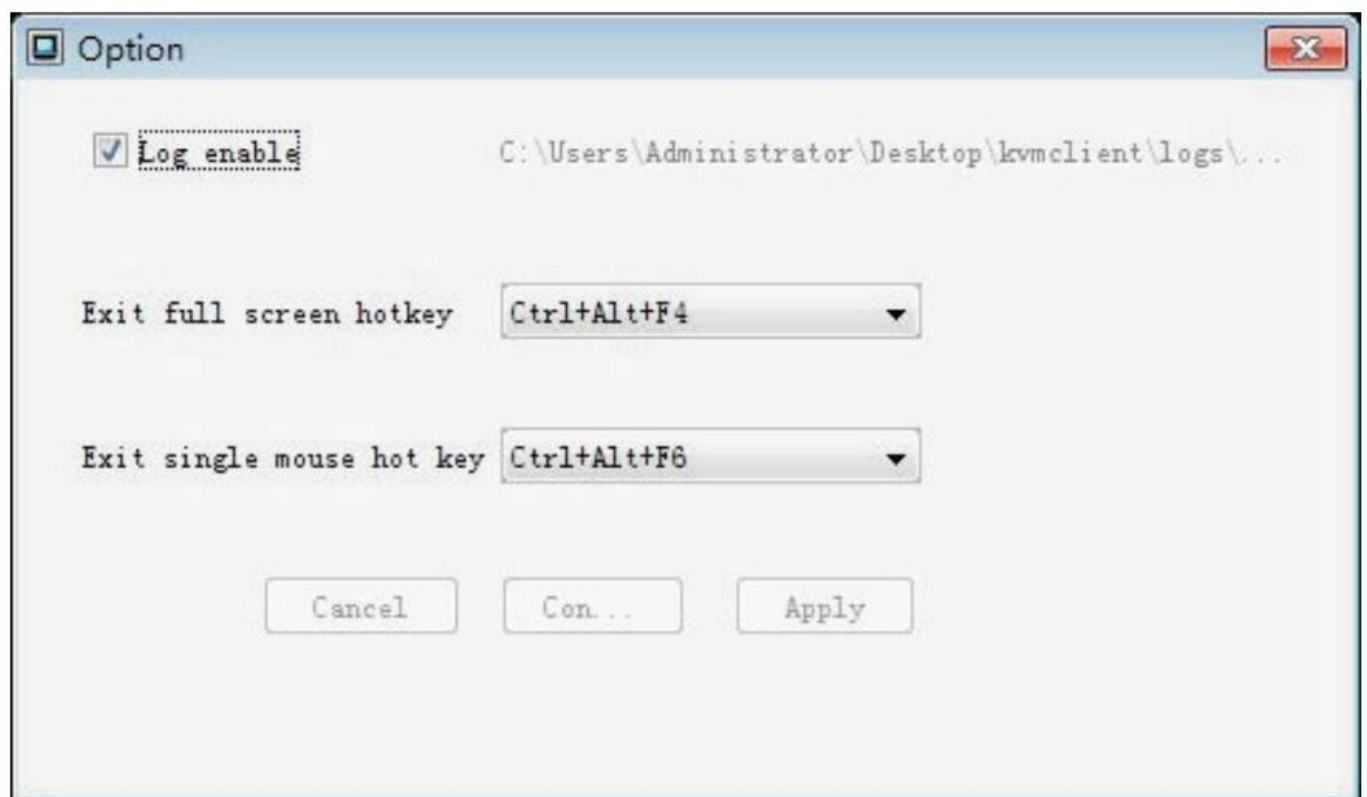 Option
Log enable C:\Users\Administrator\Desktop\kvmclient\logs\...
Exit full screen hotkey Ctrl+Alt+F4
Exit single mouse hot key Ctrl+Alt+F6
Cancel Con... Apply